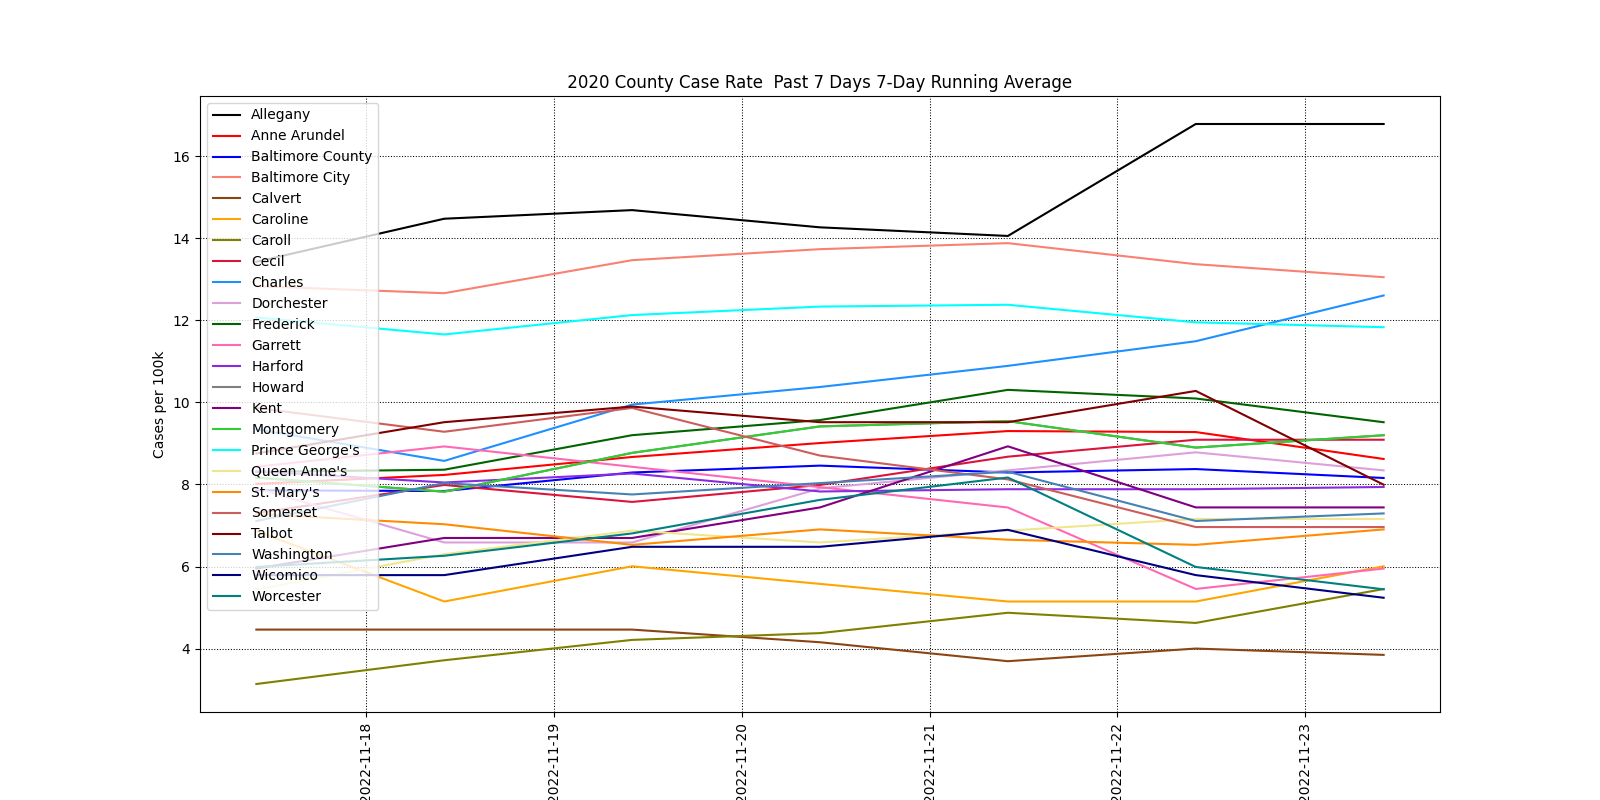 2020 County Case Rate  Past 7 Days 7-Day Running Average
Allegany
Anne Arundel
Baltimore County
Baltimore City
Calvert
Caroline
Caroll
Cecil
Charles
Dorchester
Frederick
Garrett
Harford
Howard
Kent
Montgomery
Prince George's
Queen Anne's
St. Mary's
Somerset
Talbot
Washington
Wicomico
Worcester
Cases per 100k
16
14
12
10
8
6
4
2022-11-18
2022-11-19
2022-11-20
2022-11-21
2022-11-22
2022-11-23